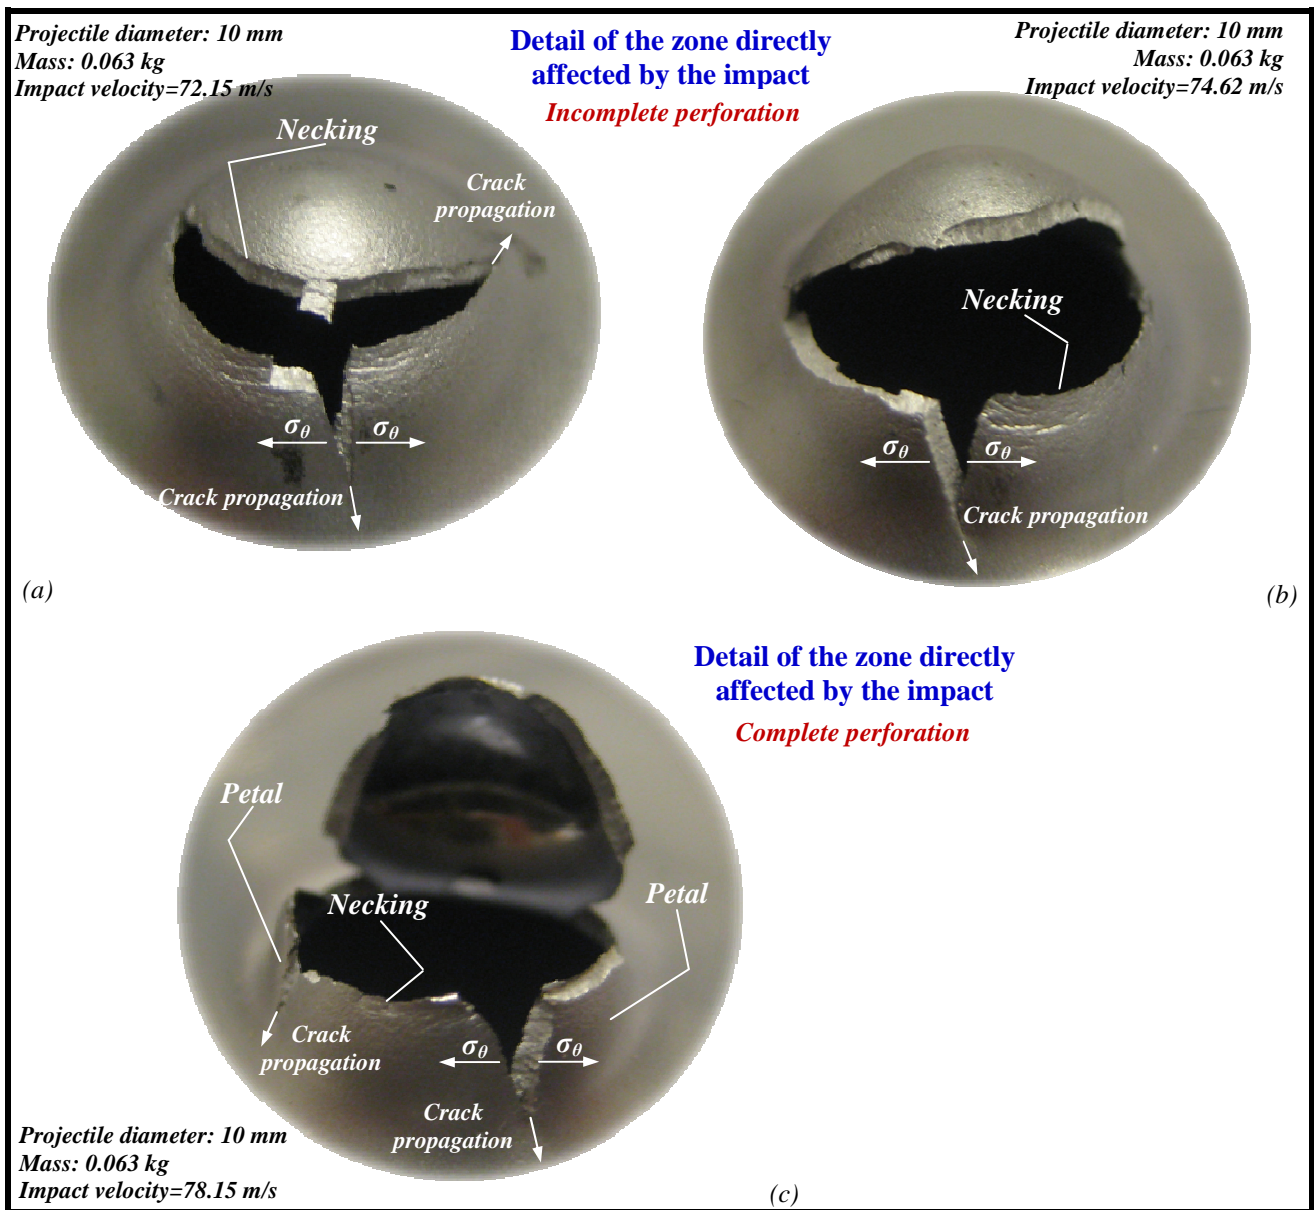 Projectile diameter: 10 mm
Mass: 0.063 kg
Impact velocity=72.15 m/s
Detail of the zone directly
affected by the impact
Incomplete perforation
Projectile diameter: 10 mm
Mass: 0.063 kg
Impact velocity=74.62 m/s
Necking
Crack
propagation
σθ
σθ
Crack propagation
(a)
Necking
σθ
σθ
Crack propagation
(b)
Detail of the zone directly
affected by the impact
Complete perforation
Petal
Necking
Petal
Crack
propagation
σθ
σθ
Crack
propagation
Projectile diameter: 10 mm
Mass: 0.063 kg
Impact velocity=78.15 m/s
(c)